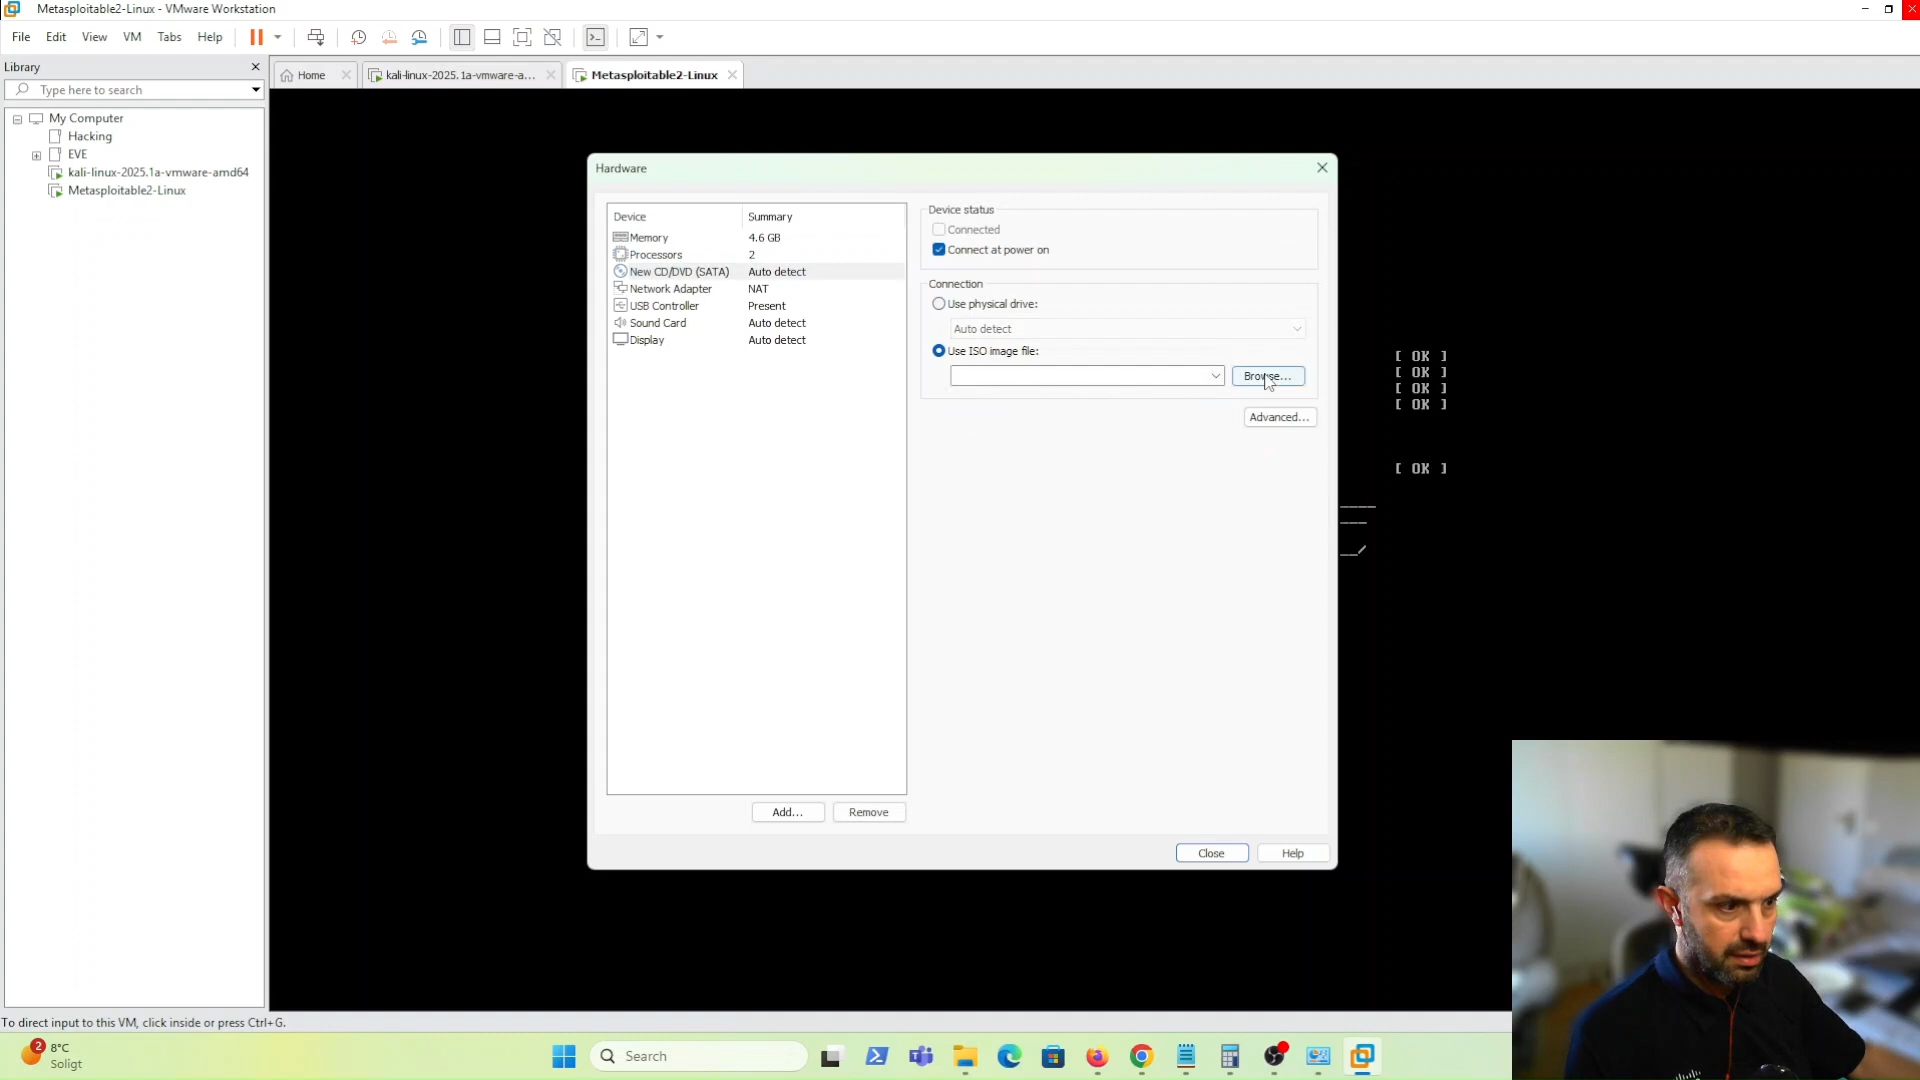 Metasploitable2-Linux - VMware Workstation
File Edit View VM Tabs Help
Library
Type here to search
My Computer
Hacking
EVE
kali-linux-2025.1a-vmware-amd64
Metasploitable2-Linux
Home
kali-linux-2025.1a-vmware-a...
Metasploitable2-Linux
Hardware
Device Summary
Memory 4.6 GB
Processors 2
New CD/DVD (SATA) Auto detect
Network Adapter NAT
USB Controller Present
Sound Card Auto detect
Display Auto detect
Add... Remove
Device status
Connected
Connect at power on
Connection
Use physical drive:
Auto detect
Use ISO image file:
Browse...
Advanced...
Close Help
[ OK ]
[ OK ]
[ OK ]
[ OK ]
[ OK ]
To direct input to this VM, click inside or press Ctrl+G.
2
8°C
Soligt
Search